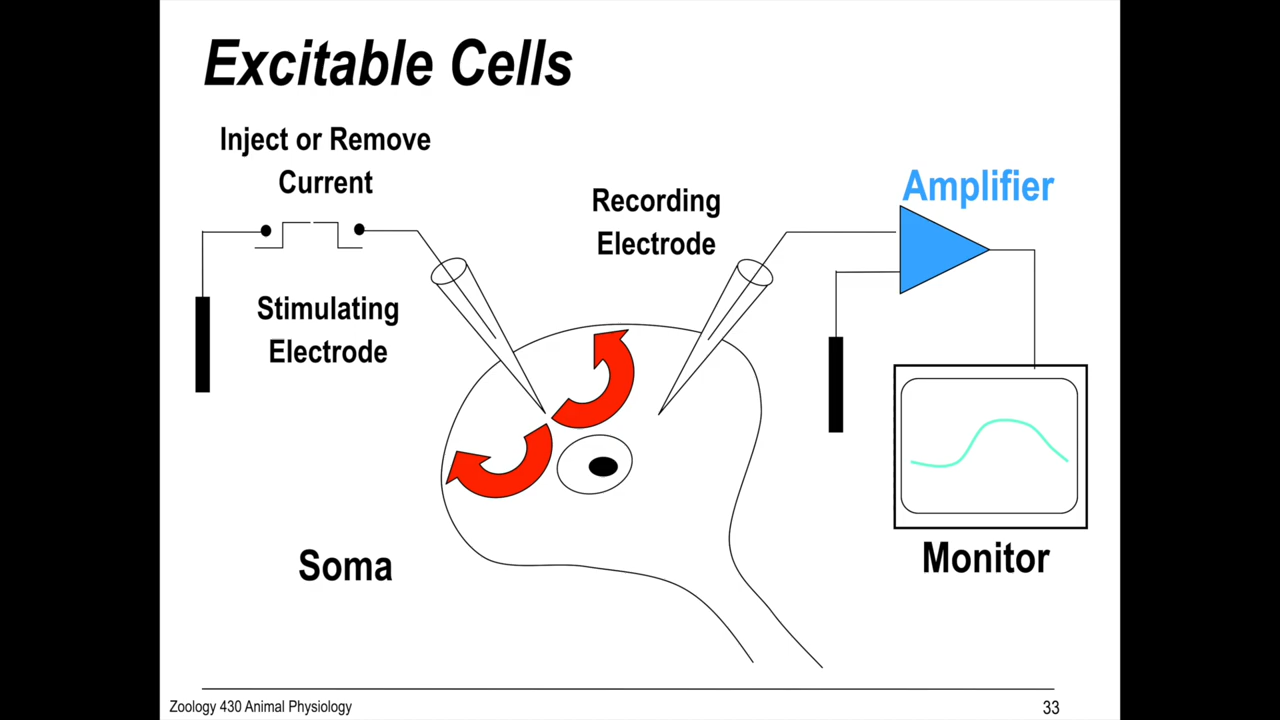 Excitable Cells
Inject or Remove
Current
Recording
Electrode
Amplifier
Stimulating
Electrode
Soma
Monitor
Zoology 430 Animal Physiology
33